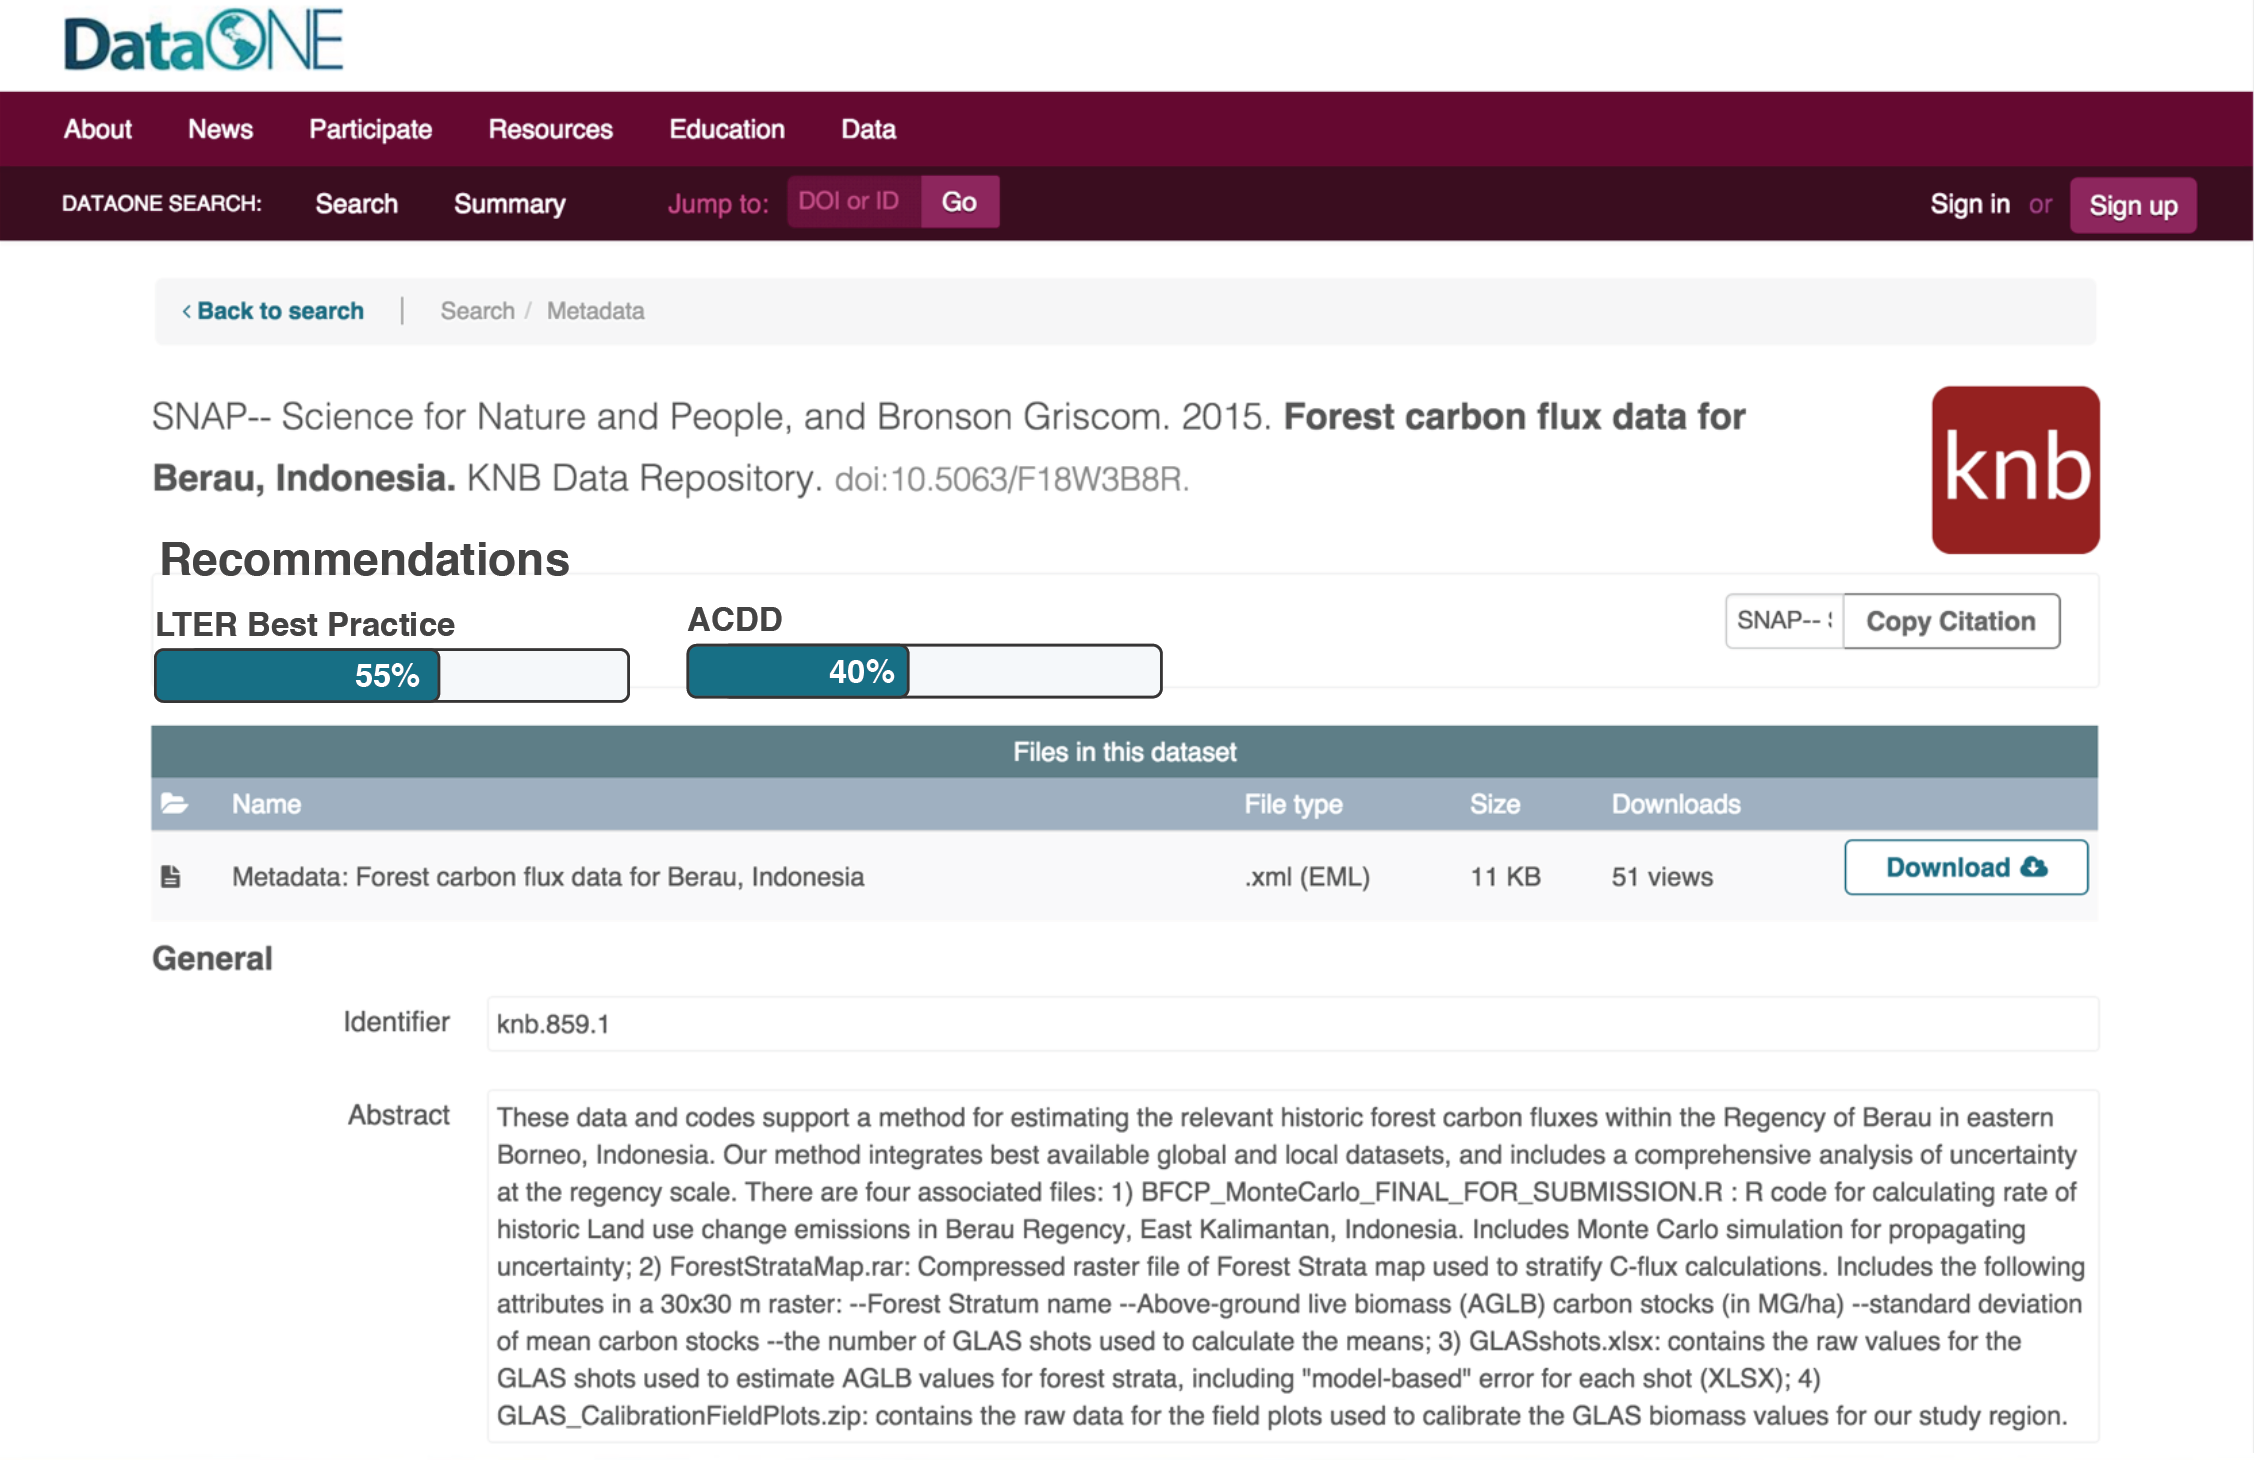 DataONE
About News Participate Resources Education Data
DATAONE SEARCH: Search Summary Jump to: DOI or ID Go Sign in or Sign up
‹ Back to search | Search / Metadata
SNAP-- Science for Nature and People, and Bronson Griscom. 2015. Forest carbon flux data for
Berau, Indonesia. KNB Data Repository. doi:10.5063/F18W3B8R.
knb
Recommendations
LTER Best Practice ACDD
55% 40%
SNAP-- Copy Citation
Files in this dataset
Name File type Size Downloads
Metadata: Forest carbon flux data for Berau, Indonesia .xml (EML) 11 KB 51 views Download
General
Identifier knb.859.1
Abstract These data and codes support a method for estimating the relevant historic forest carbon fluxes within the Regency of Berau in eastern
Borneo, Indonesia. Our method integrates best available global and local datasets, and includes a comprehensive analysis of uncertainty
at the regency scale. There are four associated files: 1) BFCP_MonteCarlo_FINAL_FOR_SUBMISSION.R : R code for calculating rate of
historic Land use change emissions in Berau Regency, East Kalimantan, Indonesia. Includes Monte Carlo simulation for propagating
uncertainty; 2) ForestStrataMap.rar: Compressed raster file of Forest Strata map used to stratify C-flux calculations. Includes the following
attributes in a 30x30 m raster: --Forest Stratum name --Above-ground live biomass (AGLB) carbon stocks (in MG/ha) --standard deviation
of mean carbon stocks --the number of GLAS shots used to calculate the means; 3) GLASshots.xlsx: contains the raw values for the
GLAS shots used to estimate AGLB values for forest strata, including "model-based" error for each shot (XLSX); 4)
GLAS_CalibrationFieldPlots.zip: contains the raw data for the field plots used to calibrate the GLAS biomass values for our study region.